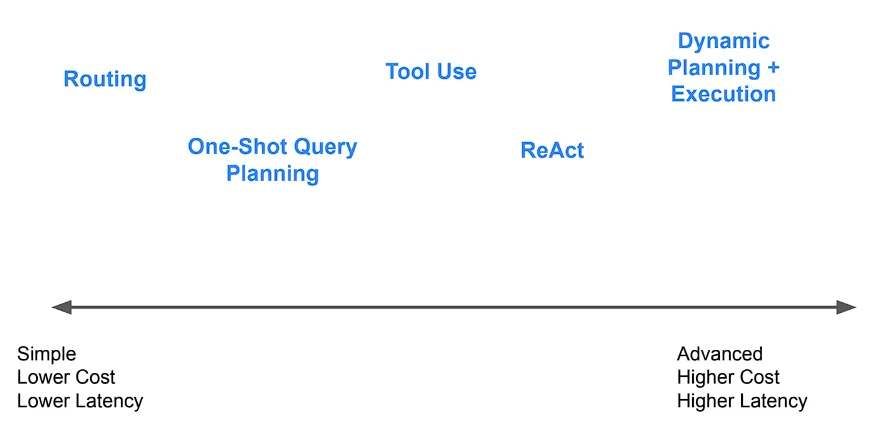 Routing
One-Shot Query
Planning
Tool Use
ReAct
Dynamic
Planning +
Execution
Simple
Lower Cost
Lower Latency
Advanced
Higher Cost
Higher Latency